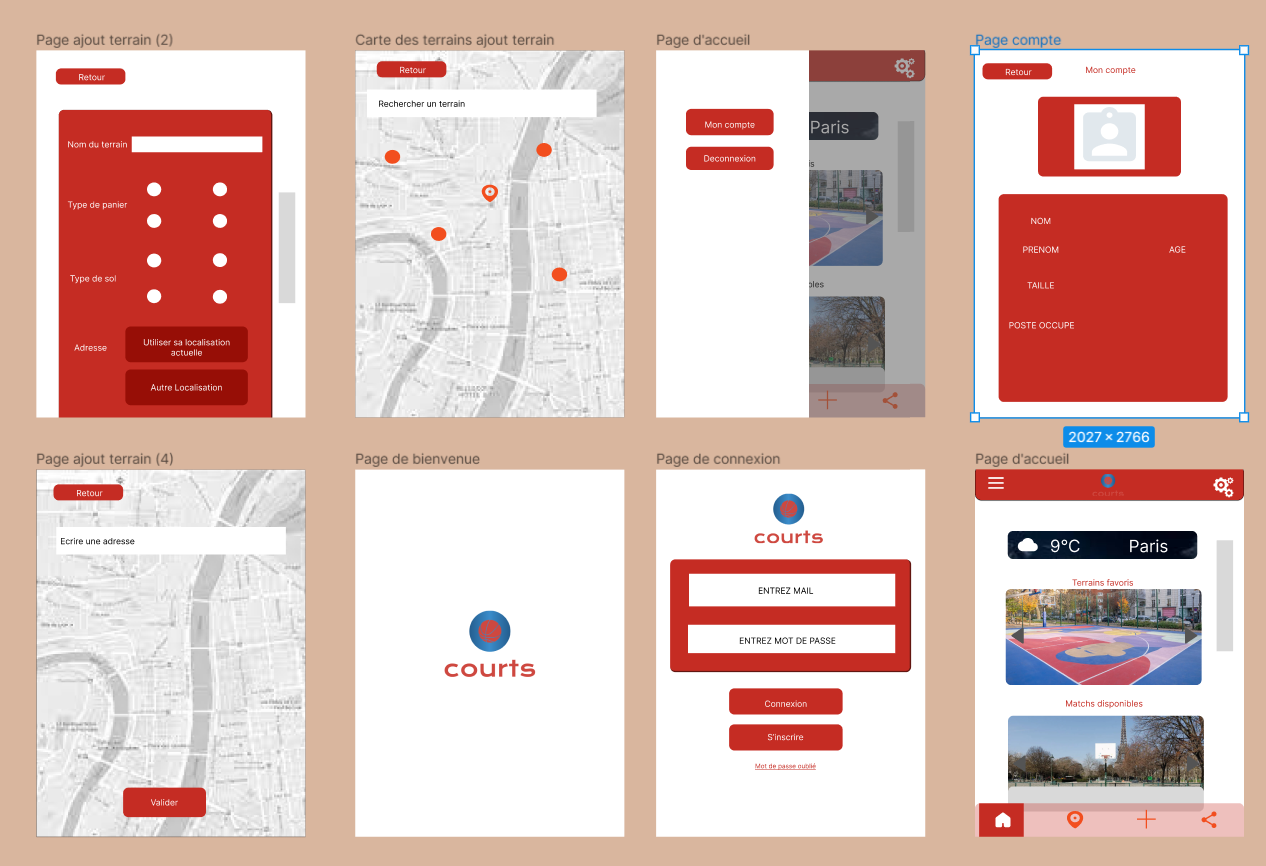 Page ajout terrain (2)
Retour
Nom du terrain
Type de panier
Type de sol
Adresse
Utiliser sa localisation
actuelle
Autre Localisation
Carte des terrains ajout terrain
Retour
Rechercher un terrain
Page d'accueil
Mon compte
Deconnexion
Paris
is
bles
Page compte
Retour
Mon compte
NOM
PRENOM
AGE
TAILLE
POSTE OCCUPE
2027 × 2766
Page ajout terrain (4)
Retour
Ecrire une adresse
Valider
Page de bienvenue
courts
Page de connexion
courts
ENTREZ MAIL
ENTREZ MOT DE PASSE
Connexion
S'inscrire
Mot de passe oublié
Page d'accueil
courts
9°C
Paris
Terrains favoris
Matchs disponibles